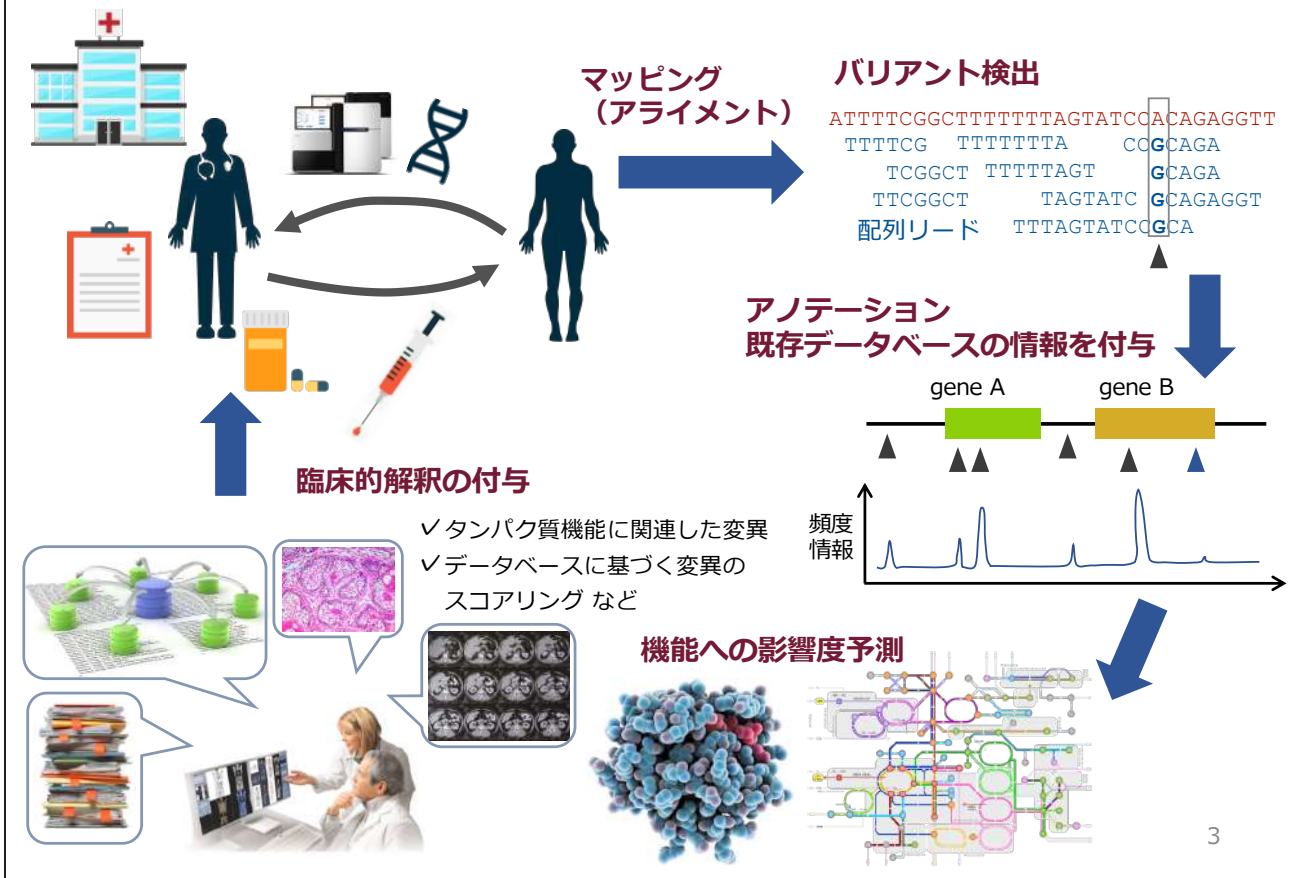 マッピング
（アライメント）
バリアント検出
ATTTTCGGCTTTTTTTAGTATCCACAGAGGTT
TTTTCG TTTTTTTA CCGCAGA
TCGGCT TTTTTAGT GCAGA
TTCGGCT TAGTATC GCAGAGGT
配列リード TTTAGTATCCGCA
アノテーション
既存データベースの情報を付与
gene A gene B
頻度
情報
臨床的解釈の付与
✓タンパク質機能に関連した変異
✓データベースに基づく変異の
スコアリング など
機能への影響度予測
3